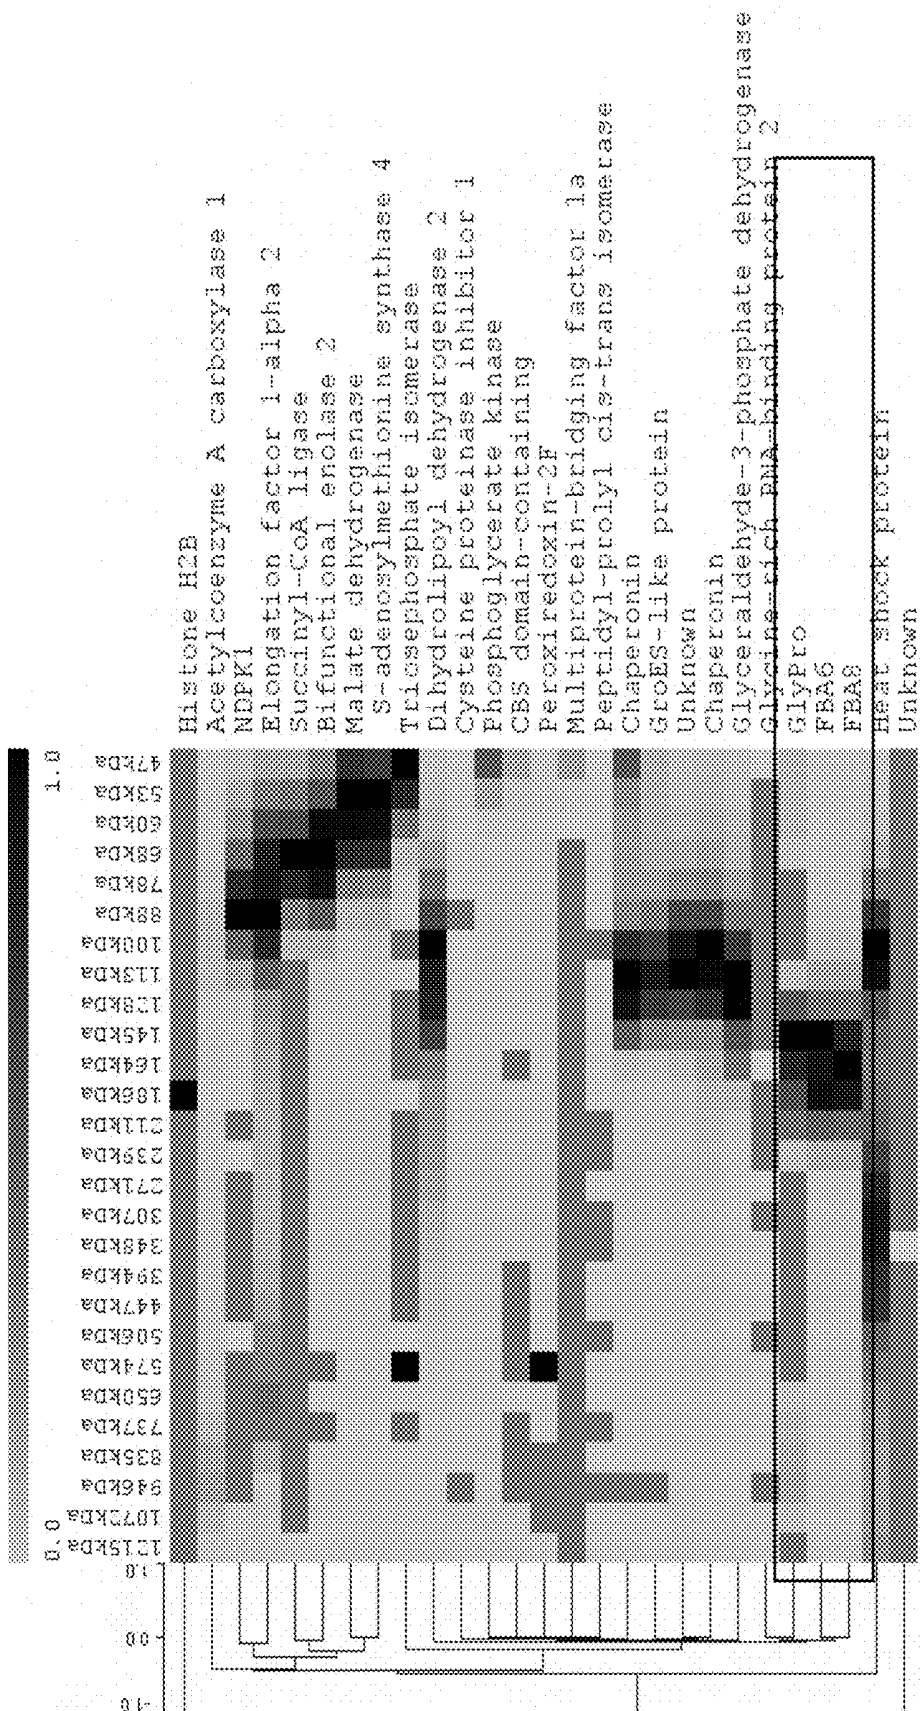 Histone H2B
Acetylcoenzyme A carboxylase 1
NDPK1
Elongation factor 1-alpha 2
Succinyl-CoA ligase
Bifunctional enolase 2
Malate dehydrogenase
S-adenosylmethionine synthase 4
Triosephosphate isomerase
Dihydrolipoyl dehydrogenase 2
Cysteine proteinase inhibitor 1
Phosphoglycerate kinase
CBS domain-containing
Peroxiredoxin-2F
Multiprotein-bridging factor 1a
Peptidyl-prolyl cis-trans isomerase
Chaperonin
GroES-like protein
Unknown
Chaperonin
Glyceraldehyde-3-phosphate dehydrogenase
Glycine-rich RNA-binding protein 2
GlyPro
FBA6
FBA8
Heat shock protein
Unknown
1.0
0.0
47kDa
53kDa
60kDa
68kDa
78kDa
88kDa
100kDa
113kDa
128kDa
145kDa
164kDa
186kDa
211kDa
239kDa
271kDa
307kDa
348kDa
394kDa
447kDa
506kDa
574kDa
650kDa
737kDa
835kDa
946kDa
1072kDa
1215kDa
1.0
0.0
-1.0